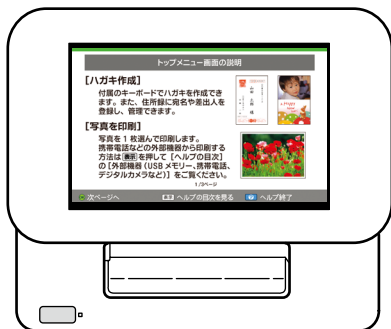 トップメニュー画面の説明
［ハガキ作成］
付属のキーボードでハガキを作成でき
ます。また、住所録に宛名や差出人を
登録し、管理できます。
［写真を印刷］
写真を 1 枚選んで印刷します。
携帯電話などの外部機器から印刷する
方法は 表示 を押して［ヘルプの目次］
の［外部機器（USB メモリー、携帯電話、
デジタルカメラなど）］をご覧ください。
1/3ページ
次ページへ 表示 ヘルプの目次を見る ヘルプ終了